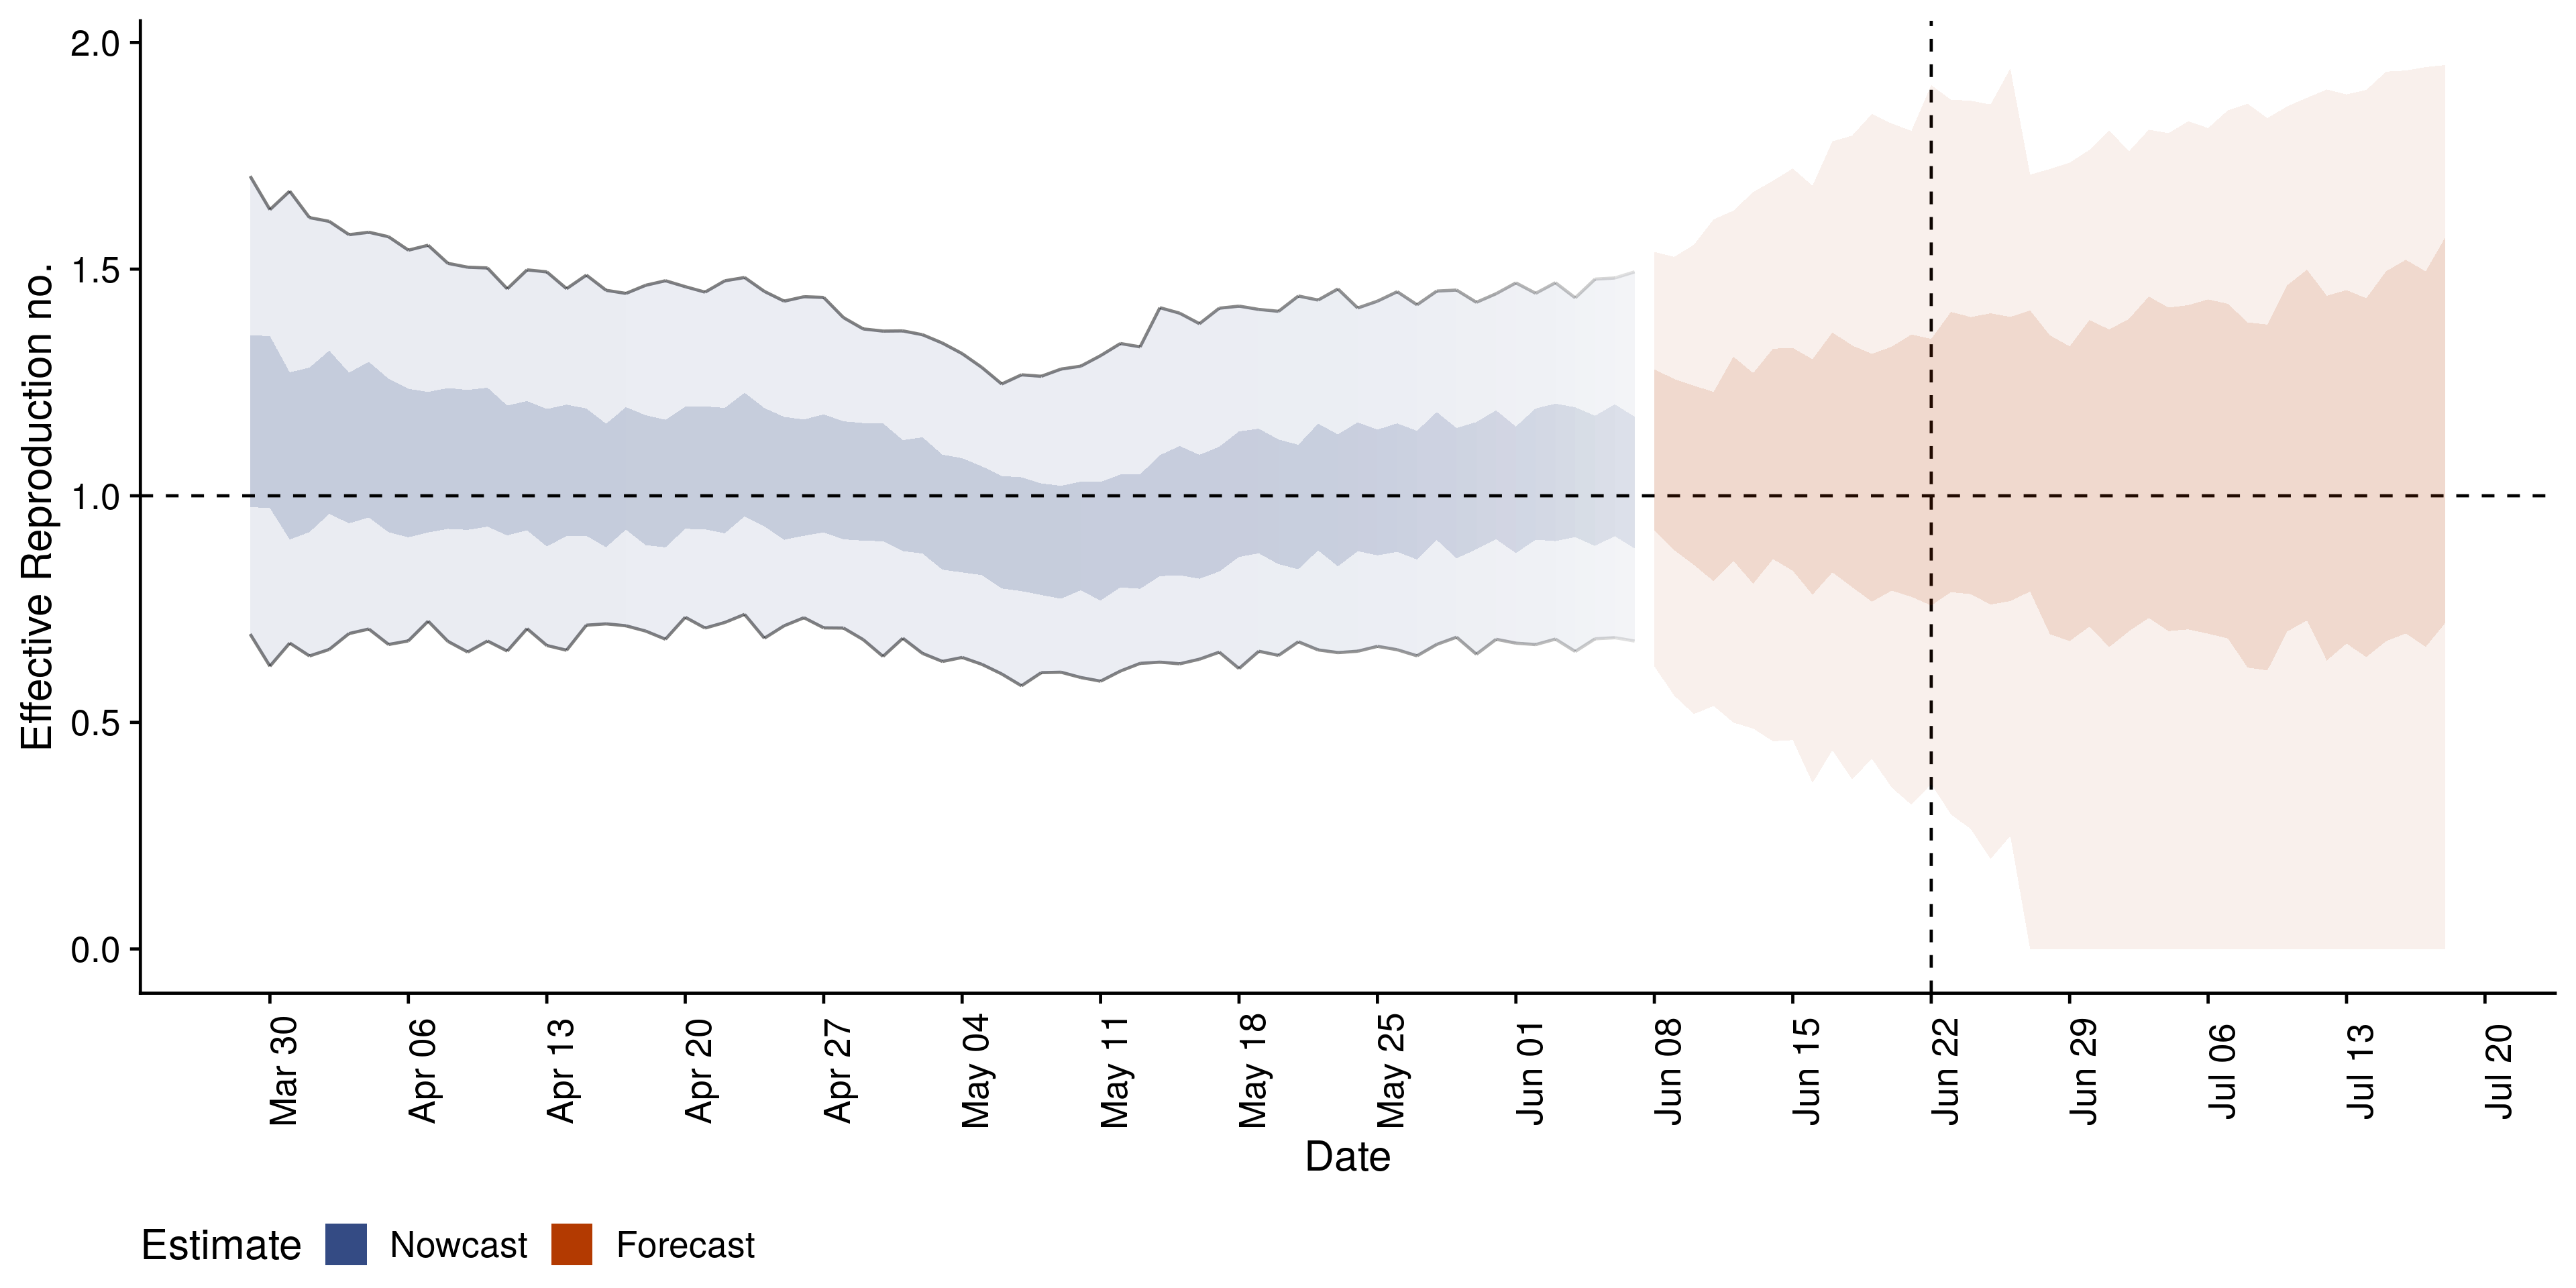 Effective Reproduction no.
2.0
1.5
1.0
0.5
0.0
Mar 30
Apr 06
Apr 13
Apr 20
Apr 27
May 04
May 11
May 18
May 25
Jun 01
Jun 08
Jun 15
Jun 22
Jun 29
Jul 06
Jul 13
Jul 20
Date
Estimate Nowcast Forecast